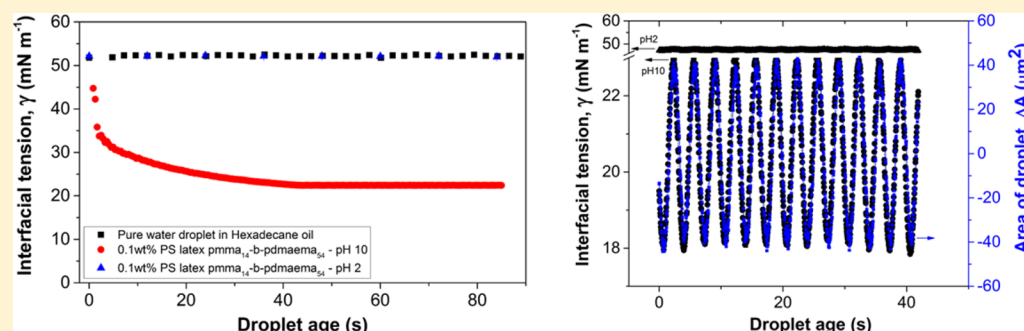 Interfacial tension, γ (mN m⁻¹)
60
50
40
30
20
10
0
Pure water droplet in Hexadecane oil
0.1wt% PS latex pmma₁₄-b-pdmaema₅₄ - pH 10
0.1wt% PS latex pmma₁₄-b-pdmaema₅₄ - pH 2
0 20 40 60 80
Droplet age (s)
Interfacial tension, γ (mN m⁻¹)
60
50
22
20
18
pH2
pH10
0 20 40
Droplet age (s)
60
40
20
0
-20
-40
-60
Area of droplet, ΔA (μm²)